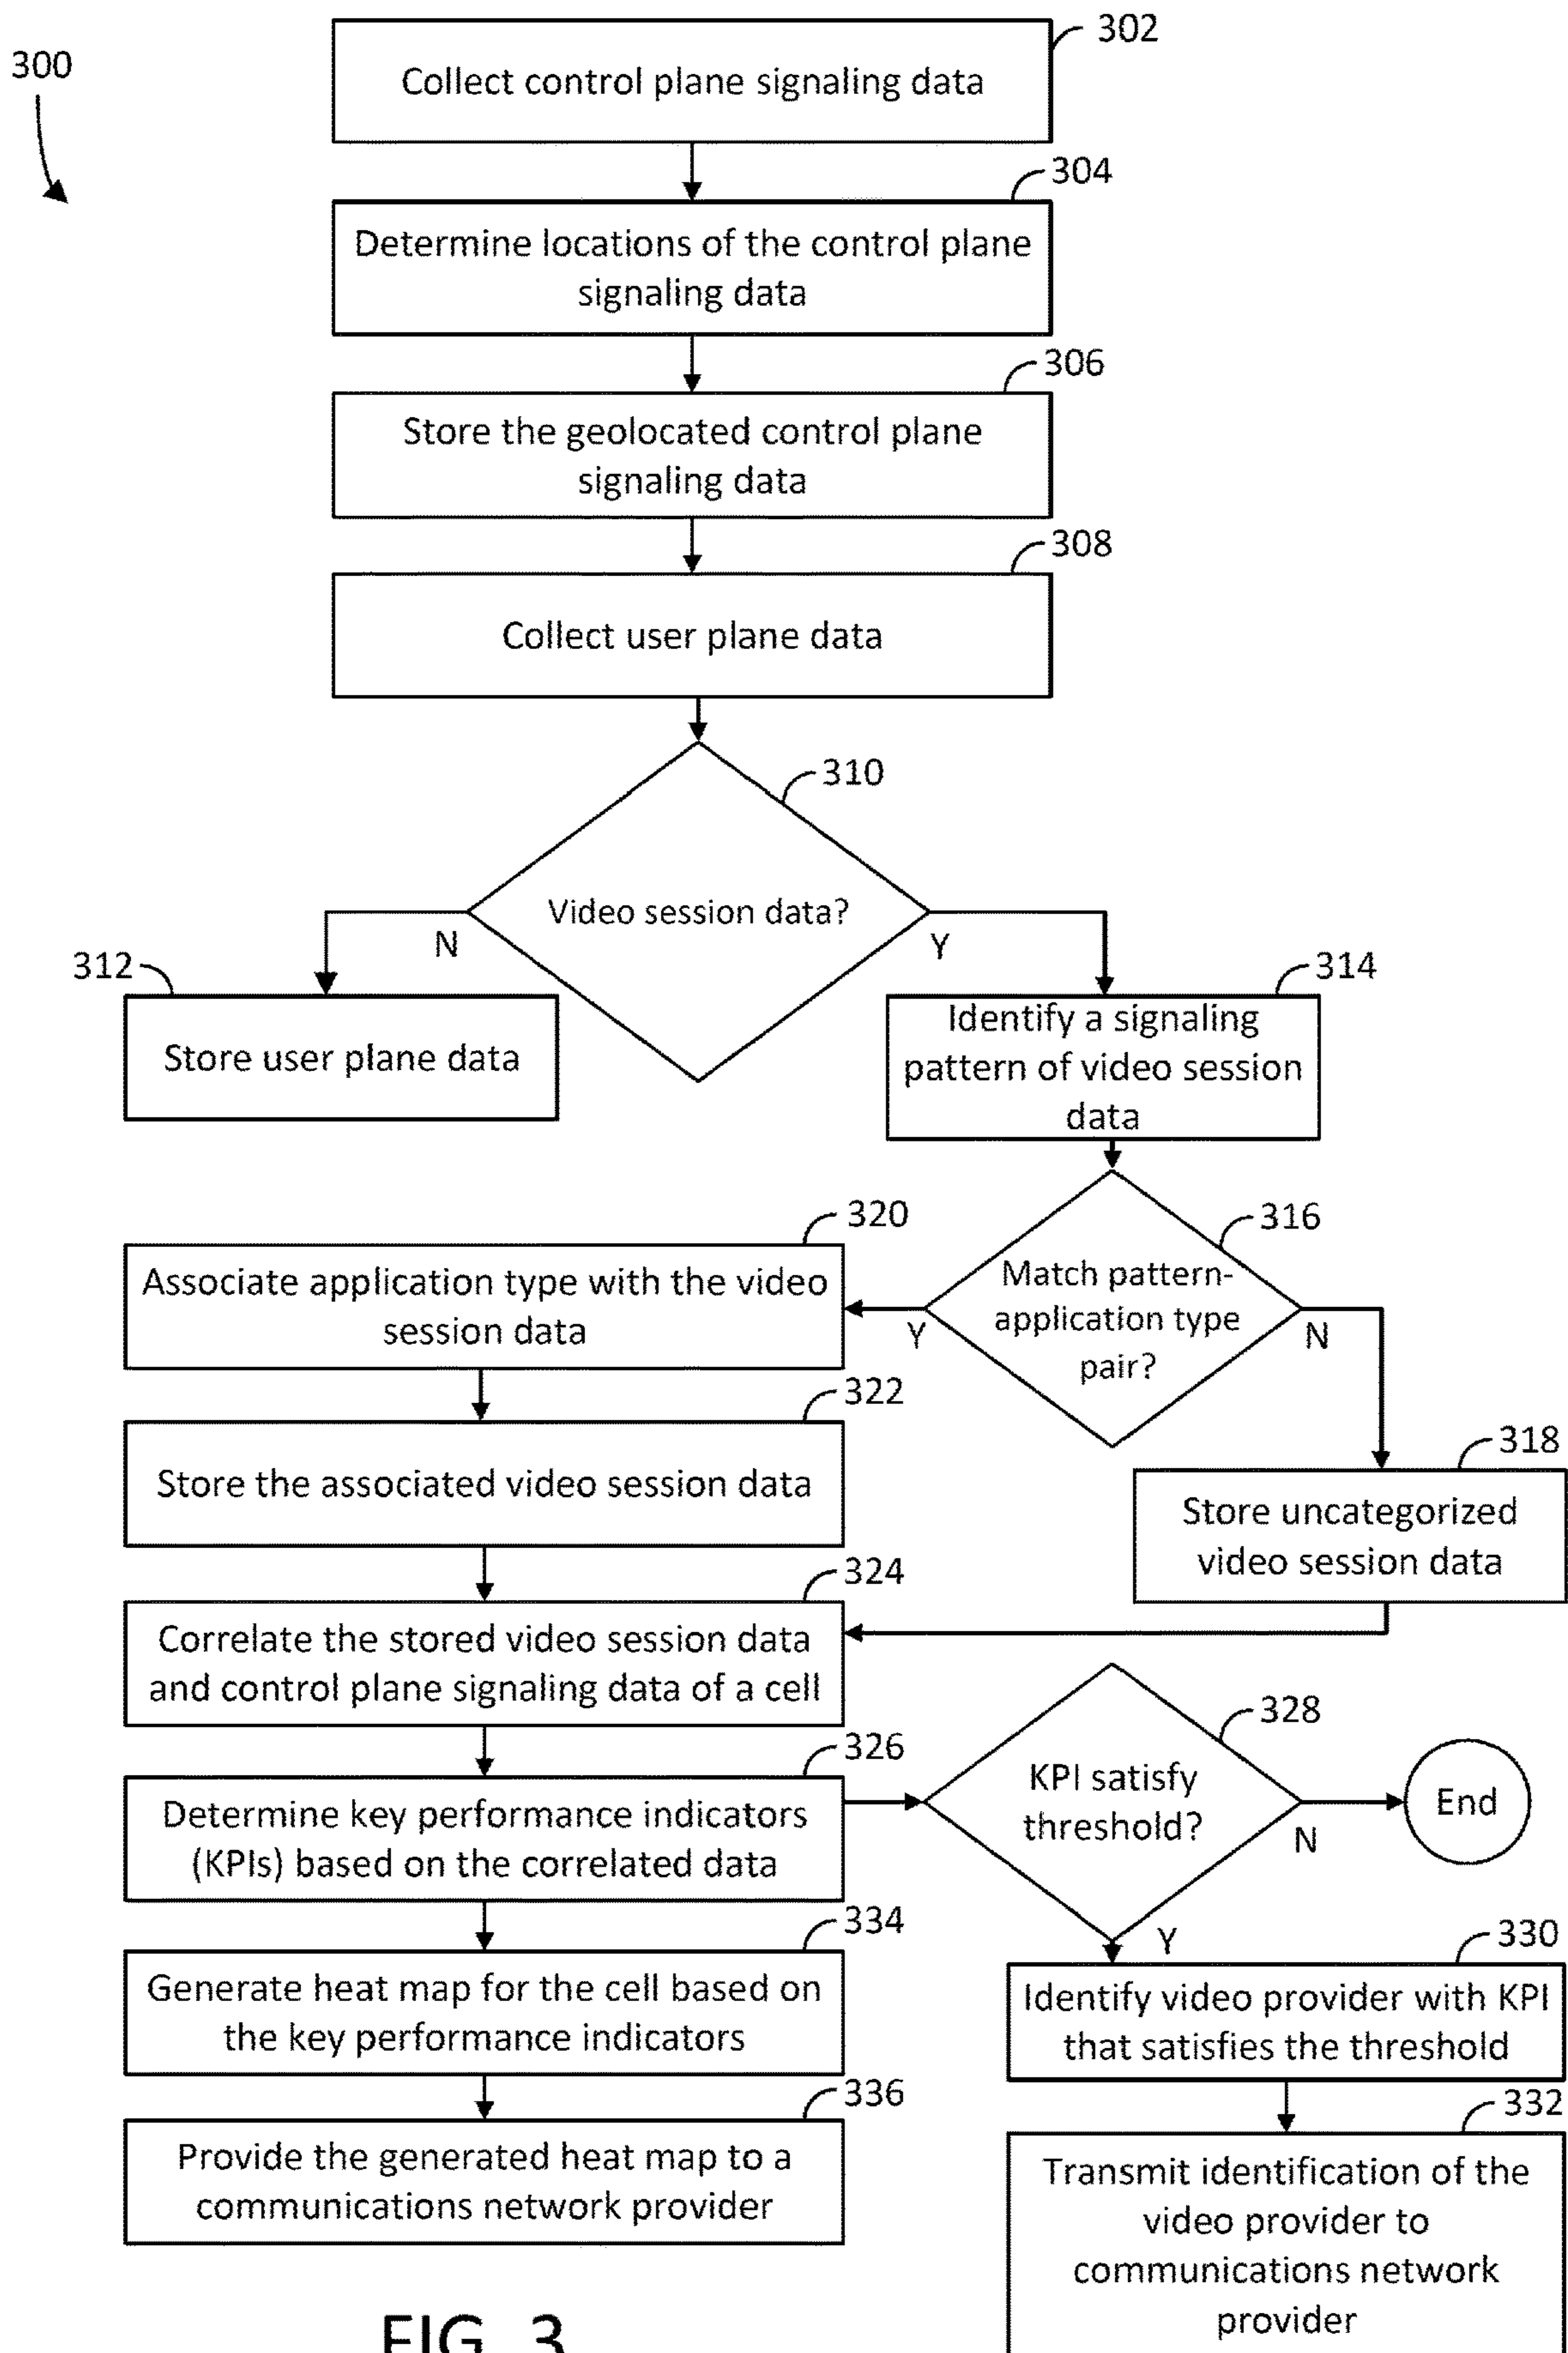 300
302
Collect control plane signaling data
304
Determine locations of the control plane
signaling data
306
Store the geolocated control plane
signaling data
308
Collect user plane data
310
Video session data?
N
Y
312
Store user plane data
314
Identify a signaling
pattern of video session
data
316
Match pattern-
application type
pair?
Y
N
320
Associate application type with the video
session data
322
Store the associated video session data
318
Store uncategorized
video session data
324
Correlate the stored video session data
and control plane signaling data of a cell
326
Determine key performance indicators
(KPIs) based on the correlated data
328
KPI satisfy
threshold?
N
End
Y
330
Identify video provider with KPI
that satisfies the threshold
332
Transmit identification of the
video provider to
communications network
provider
334
Generate heat map for the cell based on
the key performance indicators
336
Provide the generated heat map to a
communications network provider
FIG. 3